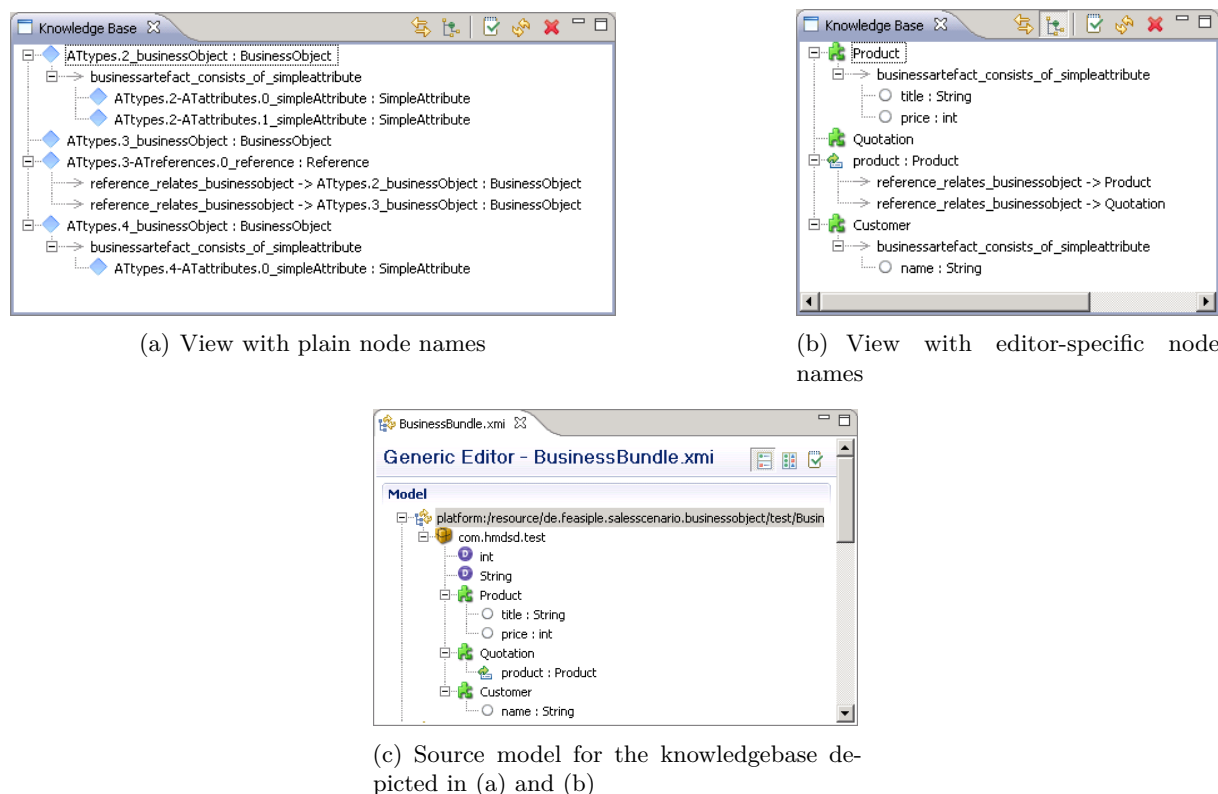 Knowledge Base
ATtypes.2_businessObject : BusinessObject
businessartefact_consists_of_simpleattribute
ATtypes.2-ATattributes.0_simpleAttribute : SimpleAttribute
ATtypes.2-ATattributes.1_simpleAttribute : SimpleAttribute
ATtypes.3_businessObject : BusinessObject
ATtypes.3-ATreferences.0_reference : Reference
reference_relates_businessobject -> ATtypes.2_businessObject : BusinessObject
reference_relates_businessobject -> ATtypes.3_businessObject : BusinessObject
ATtypes.4_businessObject : BusinessObject
businessartefact_consists_of_simpleattribute
ATtypes.4-ATattributes.0_simpleAttribute : SimpleAttribute
(a) View with plain node names
Knowledge Base
Product
businessartefact_consists_of_simpleattribute
title : String
price : int
Quotation
product : Product
reference_relates_businessobject -> Product
reference_relates_businessobject -> Quotation
Customer
businessartefact_consists_of_simpleattribute
name : String
(b) View with editor-specific node
names
BusinessBundle.xmi
Generic Editor - BusinessBundle.xmi
Model
platform:/resource/de.feasiple.salesscenario.businessobject/test/Busin
com.hmdsd.test
D int
D String
Product
title : String
price : int
Quotation
product : Product
Customer
name : String
(c) Source model for the knowledgebase de-
picted in (a) and (b)